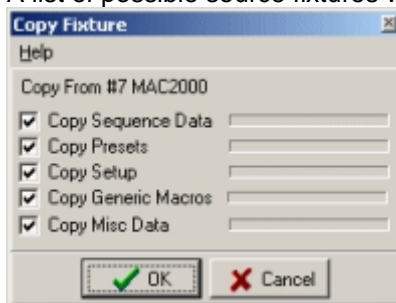 A list of possible source fixtures
Copy Fixture
Help
Copy From #7 MAC2000
Copy Sequence Data
Copy Presets
Copy Setup
Copy Generic Macros
Copy Misc Data
OK Cancel